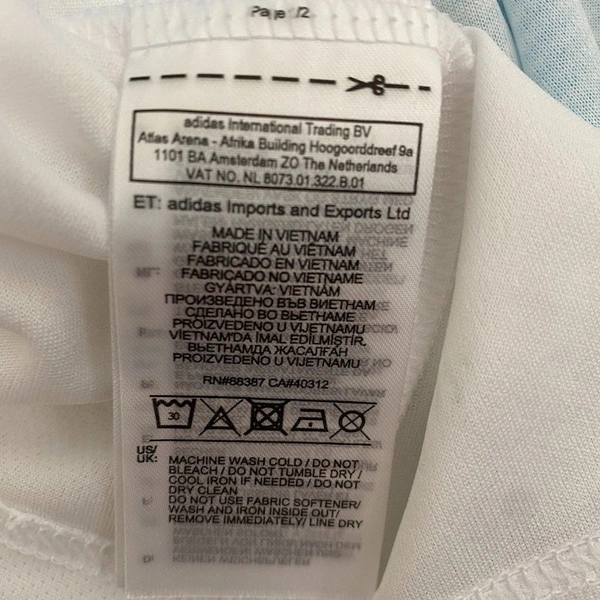 adidas International Trading BV
Atlas Arena - Afrika Building Hoogoorddreef 9a
1101 BA Amsterdam ZO The Netherlands
VAT NO. NL 8073.01.322.B.01
ET: adidas Imports and Exports Ltd
MADE IN VIETNAM
FABRIQUÉ AU VIÊTNAM
FABRICADO EN VIETNAM
FABRICADO NO VIETNAME
GYÁRTVA: VIETNÁM
ПРОИЗВЕДЕНО ВЪВ ВИЕТНАМ
СДЕЛАНО ВО ВЬЕТНАМЕ
PROIZVEDENO U VIJETNAMU
VIETNAM'DA İMAL EDİLMİŞTİR.
ВЬЕТНАМДА ЖАСАЛҒАН
PROIZVEDENO U VIJETNAMU
RN#88387 CA#40312
30
US/
UK:
MACHINE WASH COLD / DO NOT
BLEACH / DO NOT TUMBLE DRY /
COOL IRON IF NEEDED / DO NOT
DRY CLEAN
DO NOT USE FABRIC SOFTENER/
WASH AND IRON INSIDE OUT/
REMOVE IMMEDIATELY/ LINE DRY